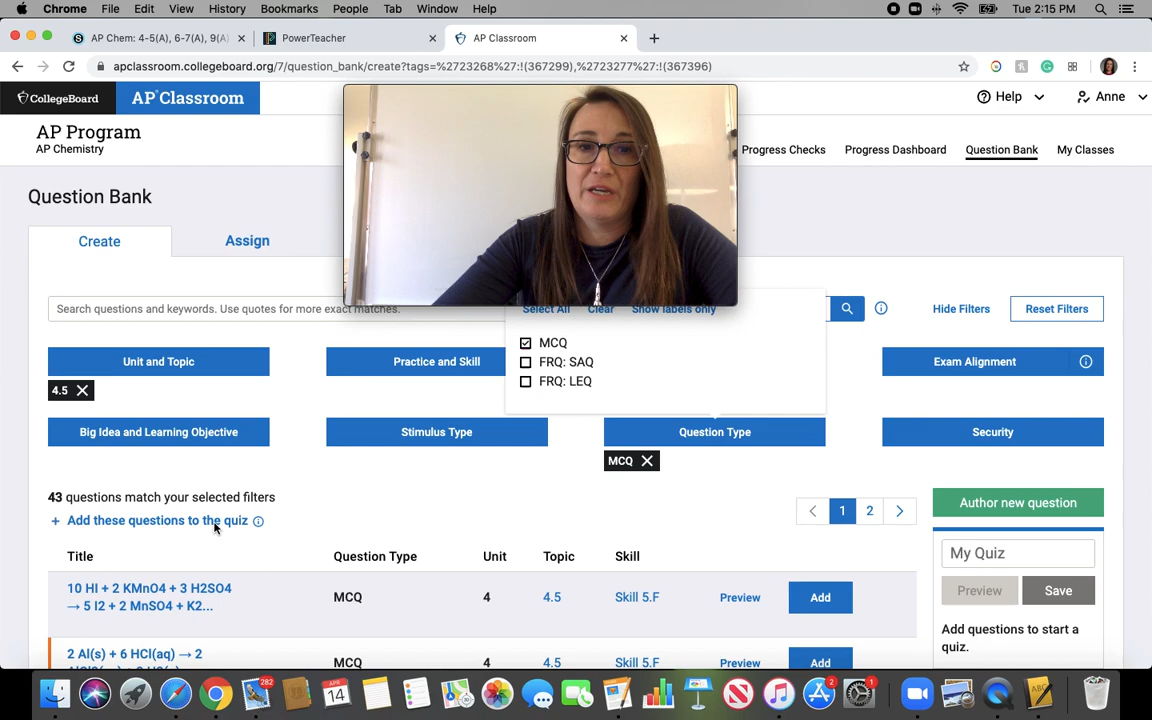 Chrome File Edit View History Bookmarks People Tab Window Help Tue 2:15 PM
AP Chem: 4-5(A), 6-7(A), 9(A) PowerTeacher AP Classroom
apclassroom.collegeboard.org/7/question_bank/create?tags=%2723268%27:!(367299),%2723277%27:!(367396)
CollegeBoard AP Classroom Help Anne
AP Program
AP Chemistry
Progress Checks Progress Dashboard Question Bank My Classes
Question Bank
Create Assign
Search questions and keywords. Use quotes for more exact matches. Select All Clear Show labels only Hide Filters Reset Filters
MCQ
FRQ: SAQ
FRQ: LEQ
Unit and Topic Practice and Skill Exam Alignment
4.5
Big Idea and Learning Objective Stimulus Type Question Type Security
MCQ
43 questions match your selected filters
+ Add these questions to the quiz
1 2
Author new question
Title Question Type Unit Topic Skill
My Quiz
10 HI + 2 KMnO4 + 3 H2SO4
→ 5 I2 + 2 MnSO4 + K2...
MCQ 4 4.5 Skill 5.F Preview Add
Preview Save
Add questions to start a
quiz.
2 Al(s) + 6 HCl(aq) → 2
MCQ 4 4.5 Skill 5.F Preview Add
282
APR
14
2
1
ABC